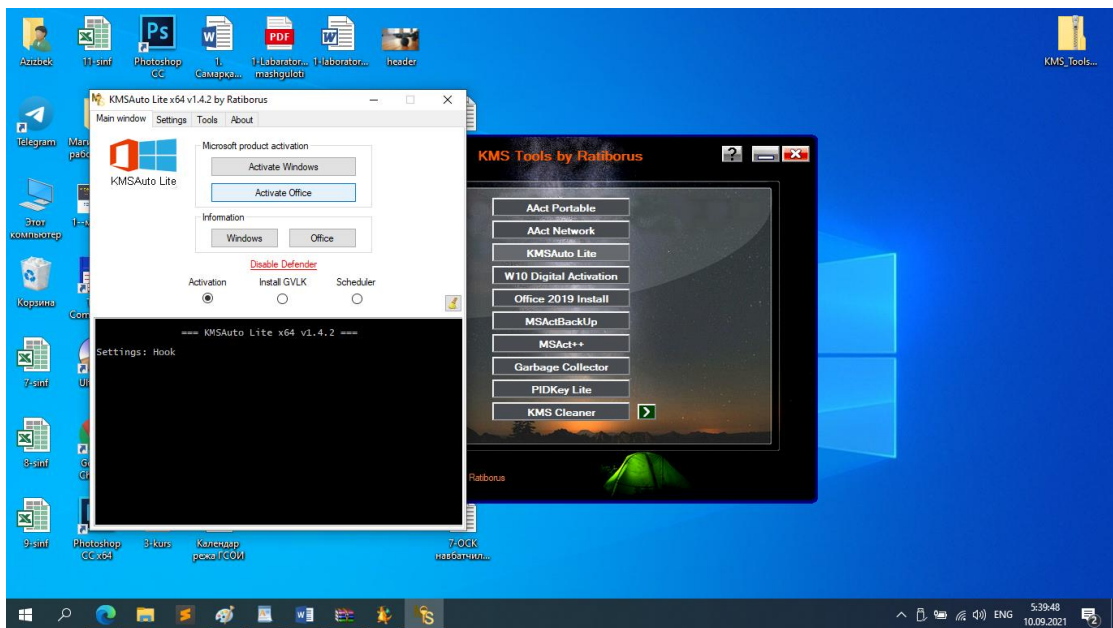 Azizbek
11-sinf
Photoshop CC
1. Самарка...
PDF
1-Labarator... mashguloti
1-laborator...
header
KMS_Tools...
Telegram
Этот компьютер
Корзина
7-sinf
8-sinf
9-sinf
Photoshop CC x64
3-kurs
Календар режа ГСОЙ
7-ОСК навбатчил...
KMSAuto Lite x64 v1.4.2 by Ratiborus
Main window Settings Tools About
KMSAuto Lite
Microsoft product activation
Activate Windows
Activate Office
Information
Windows Office
Disable Defender
Activation Install GVLK Scheduler
=== KMSAuto Lite x64 v1.4.2 ===
Settings: Hook
KMS Tools by Ratiborus
AAct Portable
AAct Network
KMSAuto Lite
W10 Digital Activation
Office 2019 Install
MSActBackUp
MSAct++
Garbage Collector
PIDKey Lite
KMS Cleaner
Ratiborus
ENG
5:39:48
10.09.2021